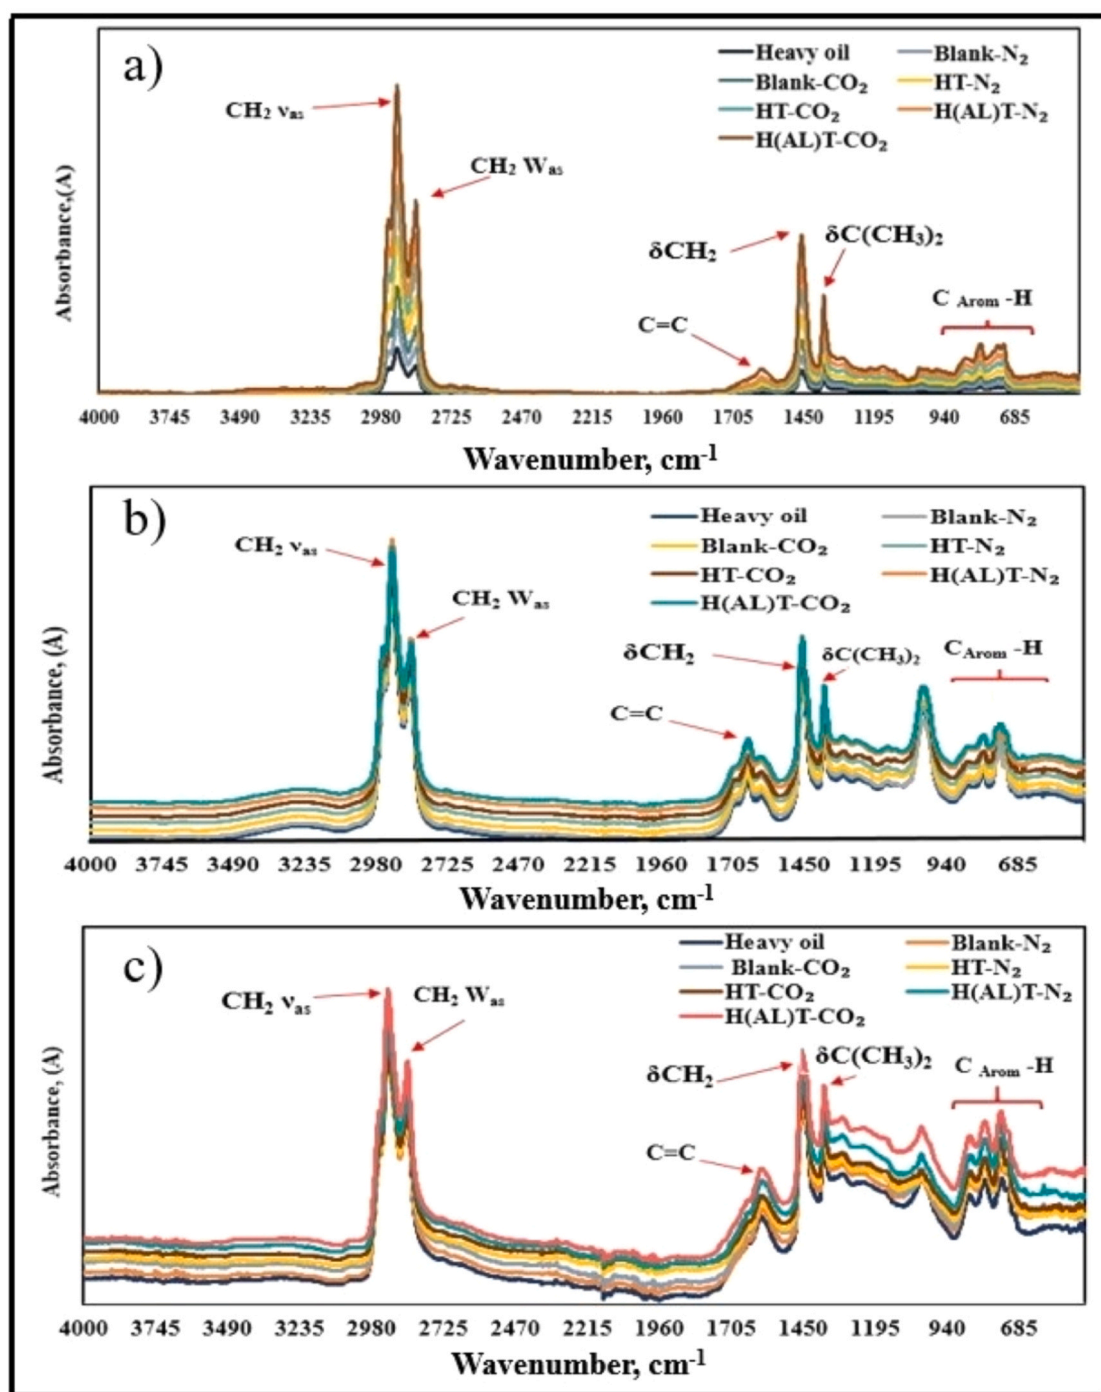 a)
Heavy oil
Blank-N₂
Blank-CO₂
HT-N₂
HT-CO₂
H(AL)T-N₂
H(AL)T-CO₂
CH₂ νas
CH₂ Was
δCH₂
δC(CH₃)₂
C=C
C Arom -H
Absorbance,(A)
4000 3745 3490 3235 2980 2725 2470 2215 1960 1705 1450 1195 940 685
Wavenumber, cm-1
b)
Heavy oil
Blank-N₂
Blank-CO₂
HT-N₂
HT-CO₂
H(AL)T-N₂
H(AL)T-CO₂
CH₂ νas
CH₂ Was
δCH₂
δC(CH₃)₂
C=C
CArom -H
Absorbance, (A)
4000 3745 3490 3235 2980 2725 2470 2215 1960 1705 1450 1195 940 685
Wavenumber, cm-1
c)
Heavy oil
Blank-N₂
Blank-CO₂
HT-N₂
HT-CO₂
H(AL)T-N₂
H(AL)T-CO₂
CH₂ νas
CH₂ Was
δCH₂
δC(CH₃)₂
C=C
C Arom -H
Absorbance, (A)
4000 3745 3490 3235 2980 2725 2470 2215 1960 1705 1450 1195 940 685
Wavenumber, cm-1